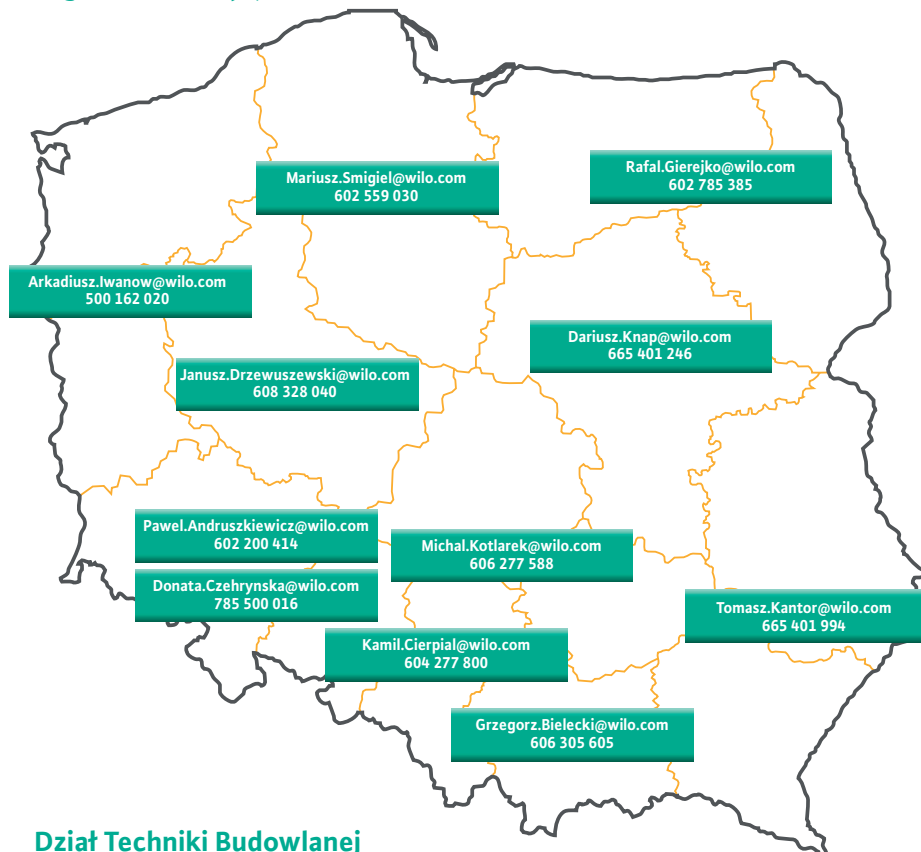 Mariusz.Smigiel@wilo.com
602 559 030
Rafal.Gierejko@wilo.com
602 785 385
Arkadiusz.Iwanow@wilo.com
500 162 020
Dariusz.Knap@wilo.com
665 401 246
Janusz.Drzewuszewski@wilo.com
608 328 040
Pawel.Andruszkiewicz@wilo.com
602 200 414
Michal.Kotlarek@wilo.com
606 277 588
Donata.Czehrynska@wilo.com
785 500 016
Tomasz.Kantor@wilo.com
665 401 994
Kamil.Cierpial@wilo.com
604 277 800
Grzegorz.Bielecki@wilo.com
606 305 605
Dział Techniki Budowlanej